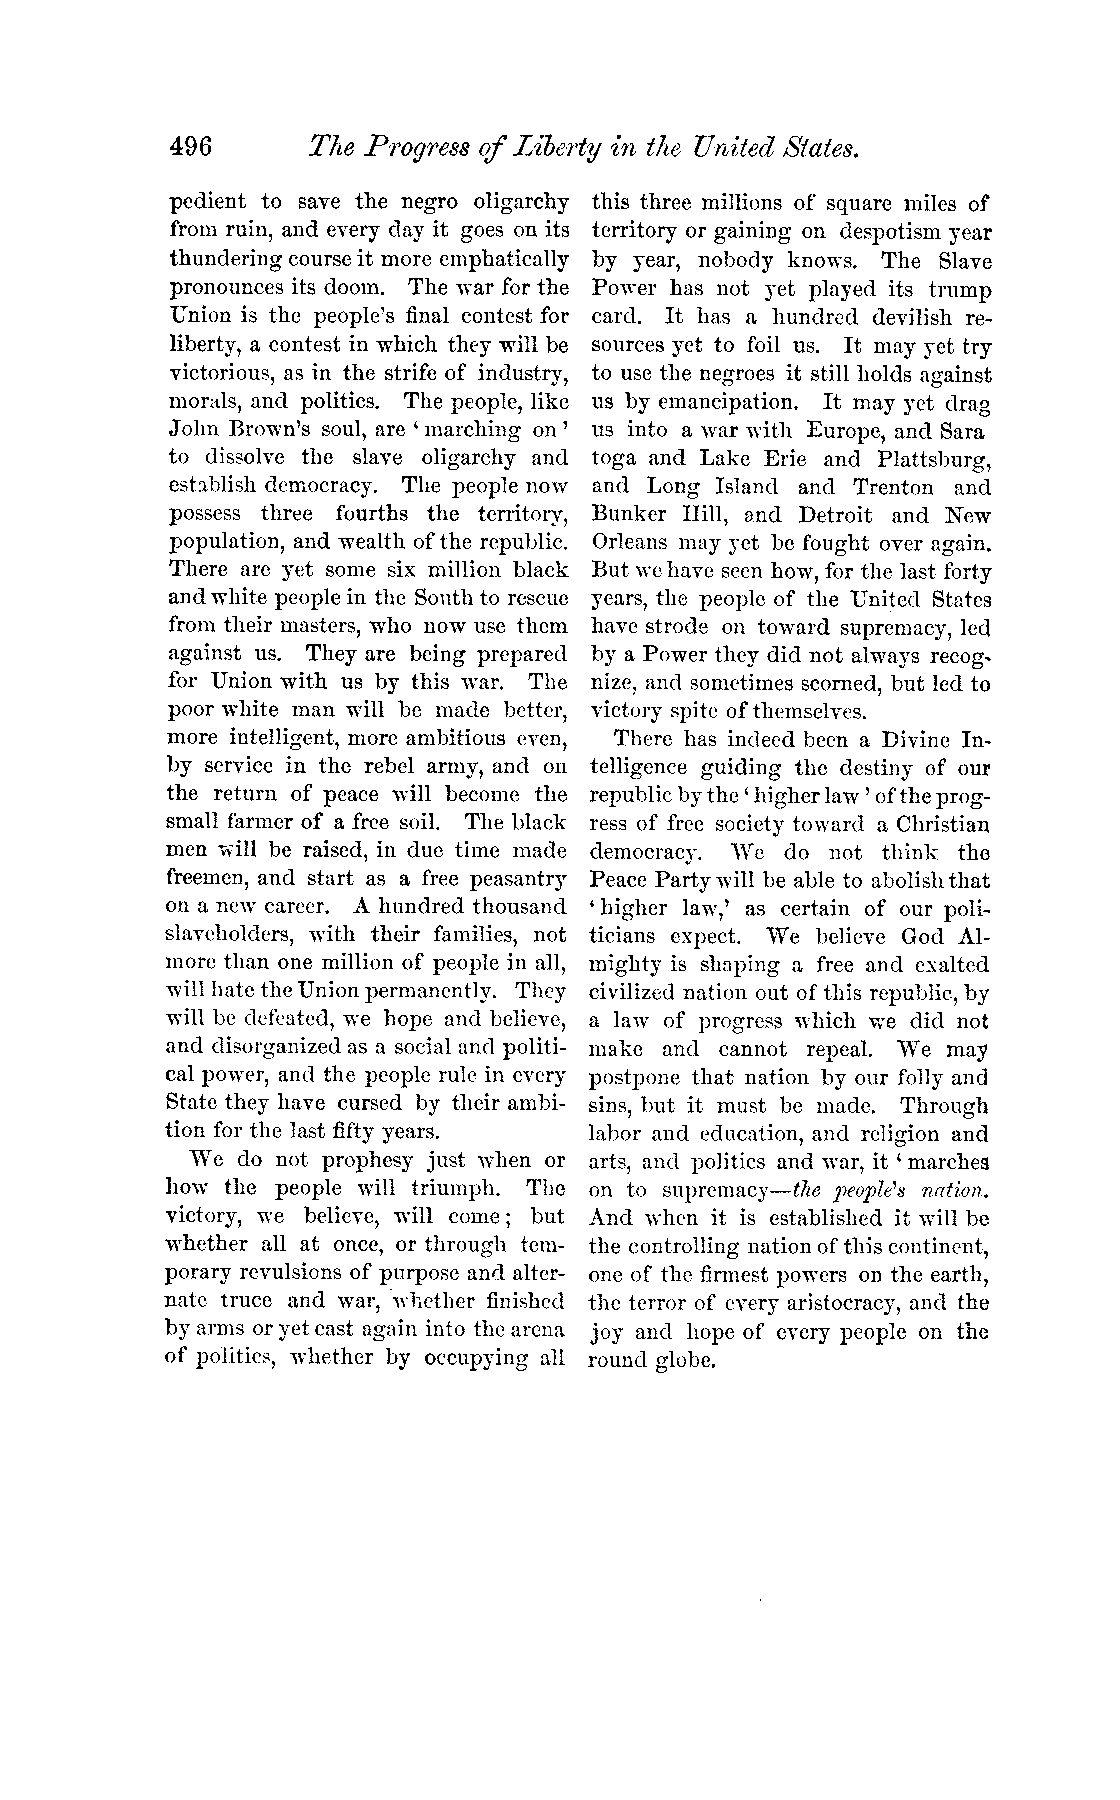 496 The Progress of Liberty in the United States.
pedient to save the negro oligarchy
from ruin, and every day it goes on its
thundering course it more emphatically
pronounces its doom. The war for the
Union is the people's final contest for
liberty, a contest in which they will be
victorious, as in the strife of industry,
morals, and politics. The people, like
John Brown's soul, are ‘marching on’
to dissolve the slave oligarchy and
establish democracy. The people now
possess three fourths the territory,
population, and wealth of the republic.
There are yet some six million black
and white people in the South to rescue
from their masters, who now use them
against us. They are being prepared
for Union with us by this war. The
poor white man will be made better,
more intelligent, more ambitious even,
by service in the rebel army, and on
the return of peace will become the
small farmer of a free soil. The black
men will be raised, in due time made
freemen, and start as a free peasantry
on a new career. A hundred thousand
slaveholders, with their families, not
more than one million of people in all,
will hate the Union permanently. They
will be defeated, we hope and believe,
and disorganized as a social and politi-
cal power, and the people rule in every
State they have cursed by their ambi-
tion for the last fifty years.
We do not prophesy just when or
how the people will triumph. The
victory, we believe, will come; but
whether all at once, or through tem-
porary revulsions of purpose and alter-
nate truce and war, whether finished
by arms or yet cast again into the arena
of politics, whether by occupying all
this three millions of square miles of
territory or gaining on despotism year
by year, nobody knows. The Slave
Power has not yet played its trump
card. It has a hundred devilish re-
sources yet to foil us. It may yet try
to use the negroes it still holds against
us by emancipation. It may yet drag
us into a war with Europe, and Sara
toga and Lake Erie and Plattsburg,
and Long Island and Trenton and
Bunker Hill, and Detroit and New
Orleans may yet be fought over again.
But we have seen how, for the last forty
years, the people of the United States
have strode on toward supremacy, led
by a Power they did not always recog-
nize, and sometimes scorned, but led to
victory spite of themselves.
There has indeed been a Divine In-
telligence guiding the destiny of our
republic by the ‘higher law’ of the prog-
ress of free society toward a Christian
democracy. We do not think the
Peace Party will be able to abolish that
‘higher law,’ as certain of our poli-
ticians expect. We believe God Al-
mighty is shaping a free and exalted
civilized nation out of this republic, by
a law of progress which we did not
make and cannot repeal. We may
postpone that nation by our folly and
sins, but it must be made. Through
labor and education, and religion and
arts, and politics and war, it ‘marches
on to supremacy—the people's nation.
And when it is established it will be
the controlling nation of this continent,
one of the firmest powers on the earth,
the terror of every aristocracy, and the
joy and hope of every people on the
round globe.